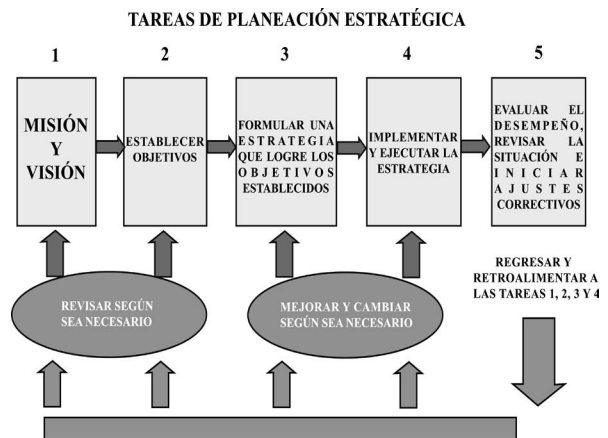 TAREAS DE PLANEACIÓN ESTRATÉGICA
1
2
3
4
5
MISIÓN
Y
VISIÓN
ESTABLECER
OBJETIVOS
FORMULAR UNA
ESTRATEGIA
QUE LOGRE LOS
OBJETIVOS
ESTABLECIDOS
IMPLEMENTAR
Y EJECUTAR LA
ESTRATEGIA
EVALUAR EL
DESEMPEÑO,
REVISAR LA
SITUACIÓN E
INICIAR
AJUSTES
CORRECTIVOS
REVISAR SEGÚN
SEA NECESARIO
MEJORAR Y CAMBIAR
SEGÚN SEA NECESARIO
REGRESAR Y
RETROALIMENTAR A
LAS TAREAS 1, 2, 3 Y 4